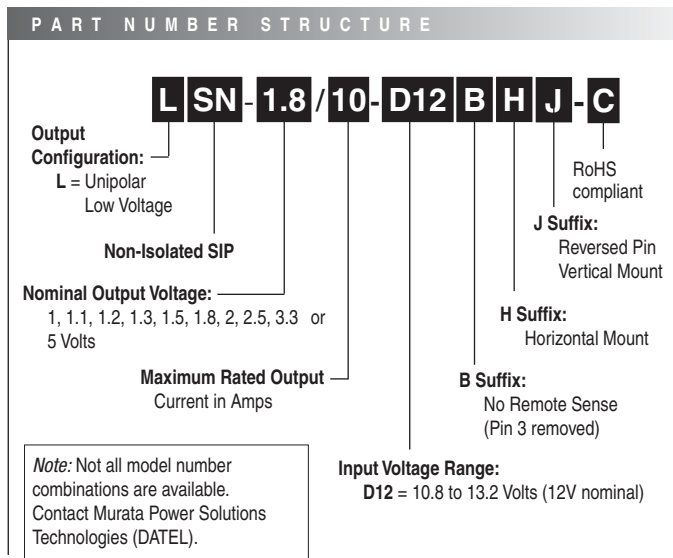 PART NUMBER STRUCTURE
L SN - 1.8 / 10 - D12 B H J - C
Output
Configuration:
L = Unipolar
Low Voltage
Non-Isolated SIP
Nominal Output Voltage:
1, 1.1, 1.2, 1.3, 1.5, 1.8, 2, 2.5, 3.3 or
5 Volts
Maximum Rated Output
Current in Amps
Note: Not all model number
combinations are available.
Contact Murata Power Solutions
Technologies (DATEL).
RoHS
compliant
J Suffix:
Reversed Pin
Vertical Mount
H Suffix:
Horizontal Mount
B Suffix:
No Remote Sense
(Pin 3 removed)
Input Voltage Range:
D12 = 10.8 to 13.2 Volts (12V nominal)